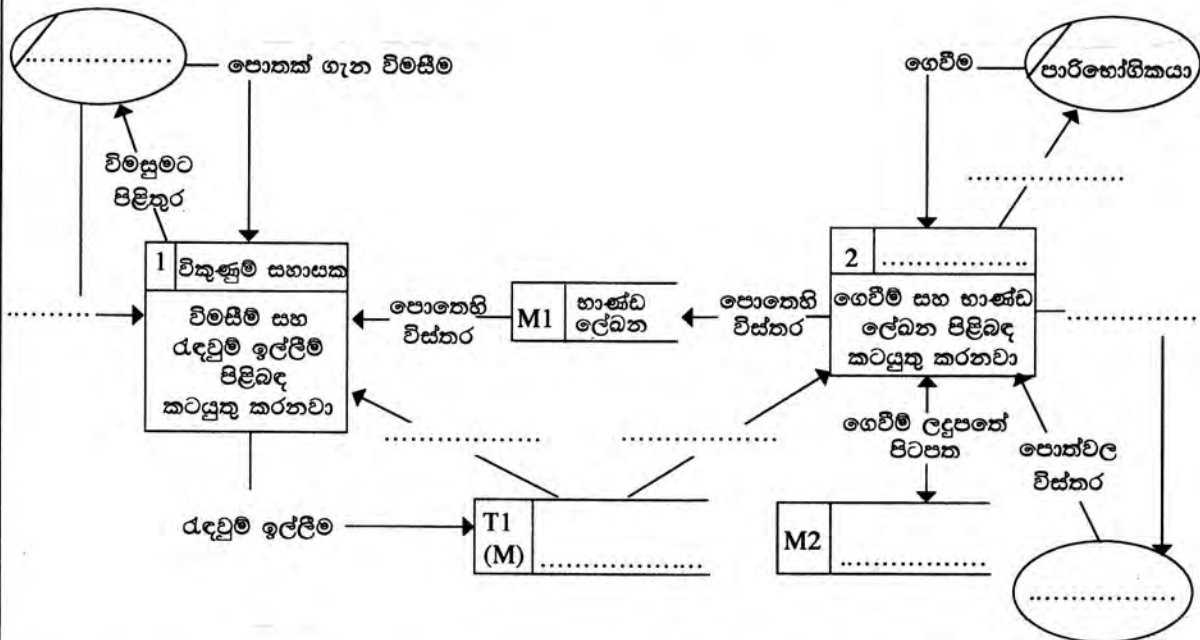 ..................
පොතක් ගැන විමසීම
ගෙවීම
පාරිභෝගිකයා
විමසුමට
පිළිතුර
..................
1
විකුණුම් සහායක
2
..................
..............
විමසීම් සහ
රැඳවුම් ඉල්ලීම්
පිළිබඳ
කටයුතු කරනවා
පොතෙහි
විස්තර
M1
භාණ්ඩ
ලේඛන
පොතෙහි
විස්තර
ගෙවීම් සහ භාණ්ඩ
ලේඛන පිළිබඳ
කටයුතු කරනවා
..................
..................
..................
ගෙවීම් ලදුපතේ
පිටපත
පොත්වල
විස්තර
රැඳවුම් ඉල්ලීම
T1
(M)
..................
M2
..................
..................